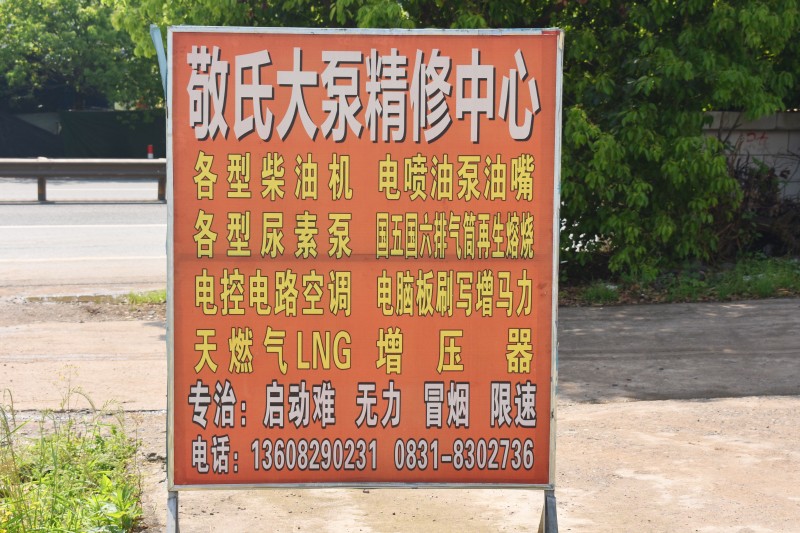 敬氏大泵精修中心
各型柴油机 电喷油泵油嘴
各型尿素泵 国五国六排气筒再生熔烧
电控电路空调 电脑板刷写增马力
天燃气LNG 增压器
专治：启动难 无力 冒烟 限速
电话：13608290231 0831-8302736